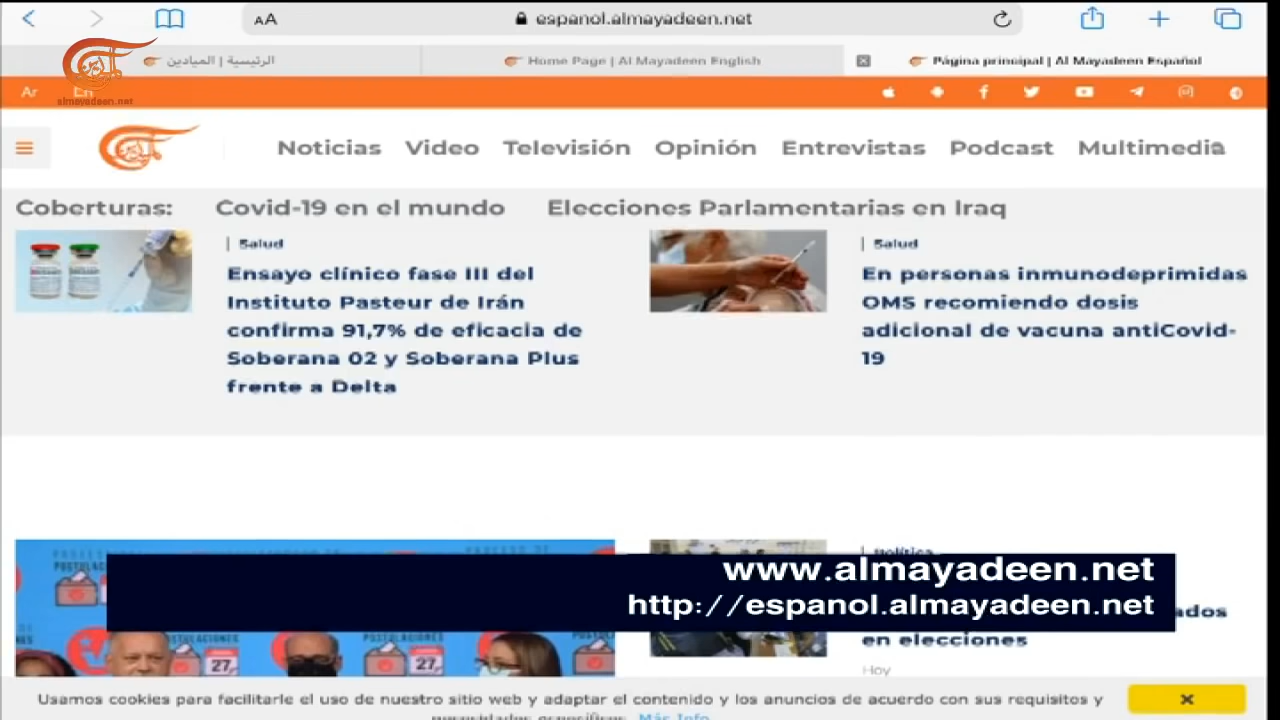 AA
espanol.almayadeen.net
الرئيسية | الميادين
Home Page | Al Mayadeen English
Página principal | Al Mayadeen Español
Ar
En
almayadeen.net
Noticias Video Televisión Opinión Entrevistas Podcast Multimedia
Coberturas: Covid-19 en el mundo Elecciones Parlamentarias en Iraq
| Salud
Ensayo clínico fase III del
Instituto Pasteur de Irán
confirma 91,7% de eficacia de
Soberana 02 y Soberana Plus
frente a Delta
| Salud
En personas inmunodeprimidas
OMS recomiendo dosis
adicional de vacuna antiCovid-
19
| Política
www.almayadeen.net
http://espanol.almayadeen.net
en elecciones
Hoy
POSTULACIONES
27
27
Usamos cookies para facilitarle el uso de nuestro sitio web y adaptar el contenido y los anuncios de acuerdo con sus requisitos y
Más Info